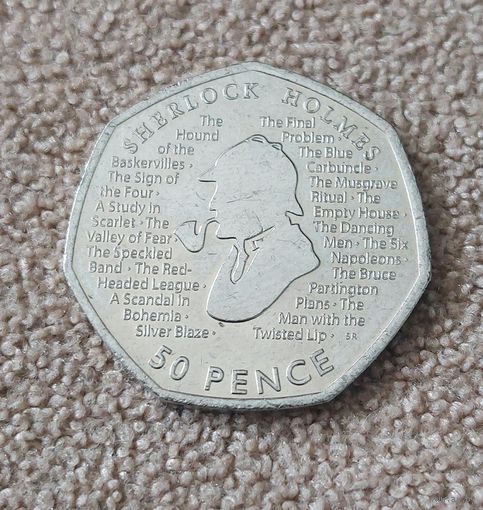 SHERLOCK HOLMES
The
Hound
of the
Baskervilles ·
The Sign of
the Four ·
A Study in
Scarlet · The
Valley of Fear ·
The Speckled
Band · The Red-
Headed League ·
A Scandal in
Bohemia ·
Silver Blaze ·
The Final
Problem ·
The Blue
Carbuncle ·
The Musgrave
Ritual · The
Empty House ·
The Dancing
Men · The Six
Napoleons ·
The Bruce
Partington
Plans · The
Man with the
Twisted Lip ·
SR
50 PENCE